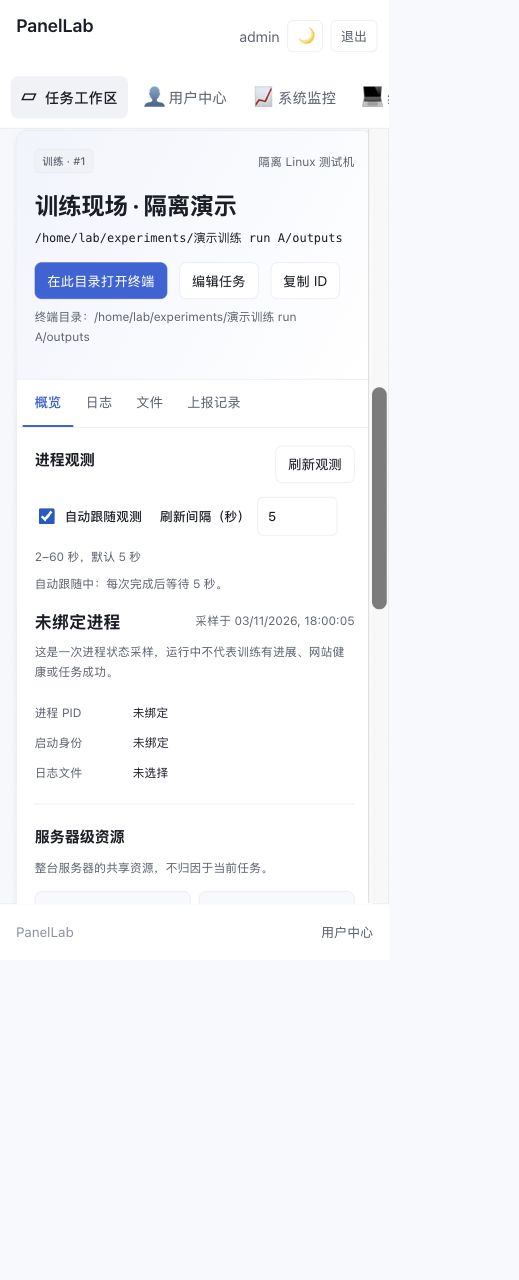 PanelLab
admin 退出
任务工作区 用户中心 系统监控
训练 · #1 隔离 Linux 测试机
训练现场 · 隔离演示
/home/lab/experiments/演示训练 run A/outputs
在此目录打开终端 编辑任务 复制 ID
终端目录：/home/lab/experiments/演示训练 run
A/outputs
概览 日志 文件 上报记录
进程观测 刷新观测
自动跟随观测 刷新间隔（秒） 5
2–60 秒，默认 5 秒
自动跟随中：每次完成后等待 5 秒。
未绑定进程 采样于 03/11/2026, 18:00:05
这是一次进程状态采样，运行中不代表训练有进展、网站健
康或任务成功。
进程 PID 未绑定
启动身份 未绑定
日志文件 未选择
服务器级资源
整台服务器的共享资源，不归因于当前任务。
PanelLab 用户中心